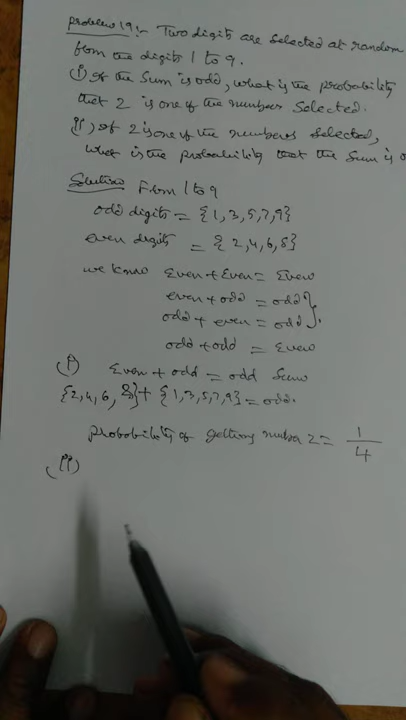 Problem 19:- Two digits are selected at random
from the digits 1 to 9.
(i) If the sum is odd, what is the probability
that 2 is one of the numbers selected.
(ii) If 2 is one of the numbers selected,
what is the probability that the sum is o
Solution: From 1 to 9
odd digits = {1,3,5,7,9}
even digits = {2,4,6,8}
we know Even + Even = Even
even + odd = odd }
odd + even = odd }.
odd + odd = Even
(i) Even + odd = odd sum
{2,4,6,8} + {1,3,5,7,9} = odd.
probability of getting number 2 = 1/4
(ii)